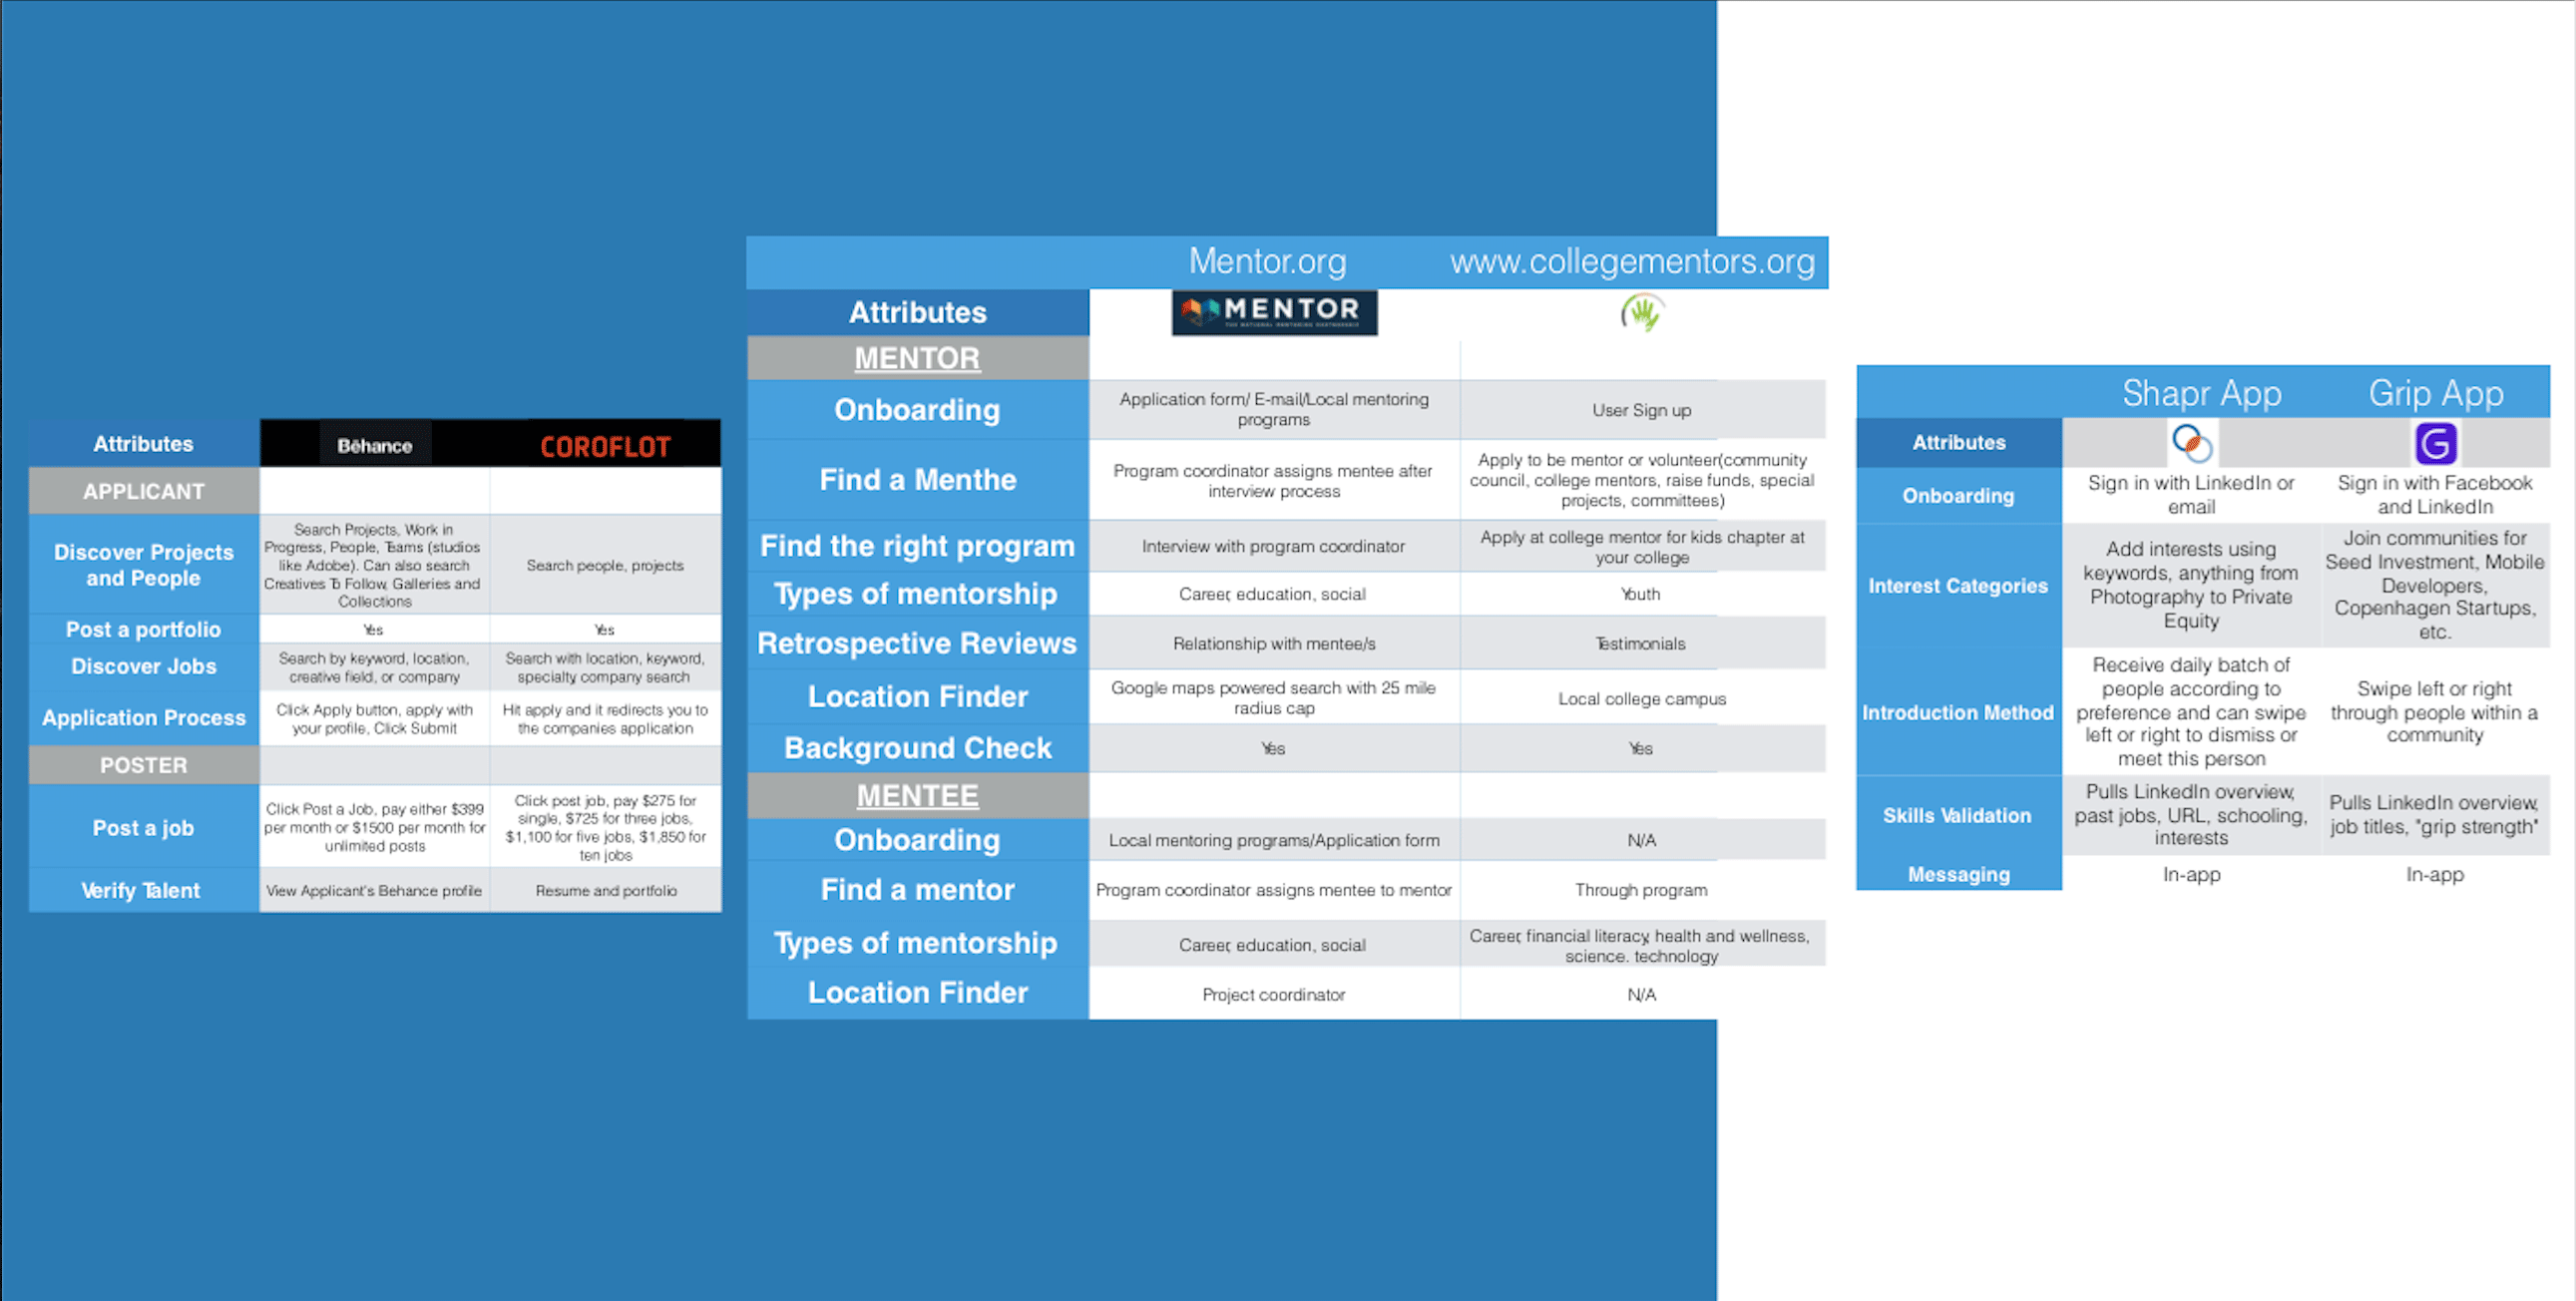 Attributes
Bēhance
COROFLOT
APPLICANT
Discover Projects
and People
Search Projects, Work in
Progress, People, Teams (studios
like Adobe). Can also search
Creatives To Follow, Galleries and
Collections
Search people, projects
Post a portfolio
Yes
Yes
Discover Jobs
Search by keyword, location,
creative field, or company
Search with location, keyword,
specialty, company search
Application Process
Click Apply button, apply with
your profile, Click Submit
Hit apply and it redirects you to
the companies application
POSTER
Post a job
Click Post a Job, pay either $399
per month or $1500 per month for
unlimited posts
Click post job, pay $275 for
single, $725 for three jobs,
$1,100 for five jobs, $1,850 for
ten jobs
Verify Talent
View Applicant's Behance profile
Resume and portfolio
Mentor.org
www.collegementors.org
Attributes
MENTOR
THE NATIONAL MENTORING PARTNERSHIP
MENTOR
Onboarding
Application form/ E-mail/Local mentoring
programs
User Sign up
Find a Menthe
Program coordinator assigns mentee after
interview process
Apply to be mentor or volunteer(community
council, college mentors, raise funds, special
projects, committees)
Find the right program
Interview with program coordinator
Apply at college mentor for kids chapter at
your college
Types of mentorship
Career, education, social
Youth
Retrospective Reviews
Relationship with mentee/s
Testimonials
Location Finder
Google maps powered search with 25 mile
radius cap
Local college campus
Background Check
Yes
Yes
MENTEE
Onboarding
Local mentoring programs/Application form
N/A
Find a mentor
Program coordinator assigns mentee to mentor
Through program
Types of mentorship
Career, education, social
Career, financial literacy, health and wellness,
science. technology
Location Finder
Project coordinator
N/A
Shapr App
Grip App
Attributes
G
Onboarding
Sign in with LinkedIn or
email
Sign in with Facebook
and LinkedIn
Interest Categories
Add interests using
keywords, anything from
Photography to Private
Equity
Join communities for
Seed Investment, Mobile
Developers,
Copenhagen Startups,
etc.
Introduction Method
Receive daily batch of
people according to
preference and can swipe
left or right to dismiss or
meet this person
Swipe left or right
through people within a
community
Skills Validation
Pulls LinkedIn overview,
past jobs, URL, schooling,
interests
Pulls LinkedIn overview,
job titles, "grip strength"
Messaging
In-app
In-app